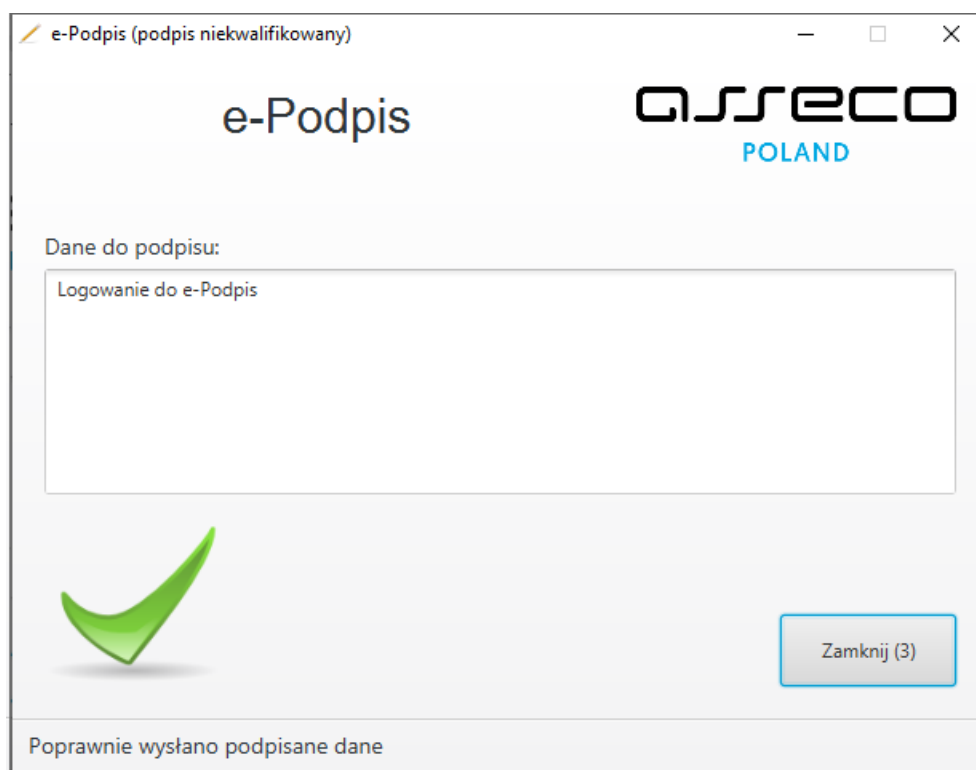 e-Podpis (podpis niekwalifikowany)
e-Podpis
asseco
POLAND
Dane do podpisu:
Logowanie do e-Podpis
Zamknij (3)
Poprawnie wysłano podpisane dane